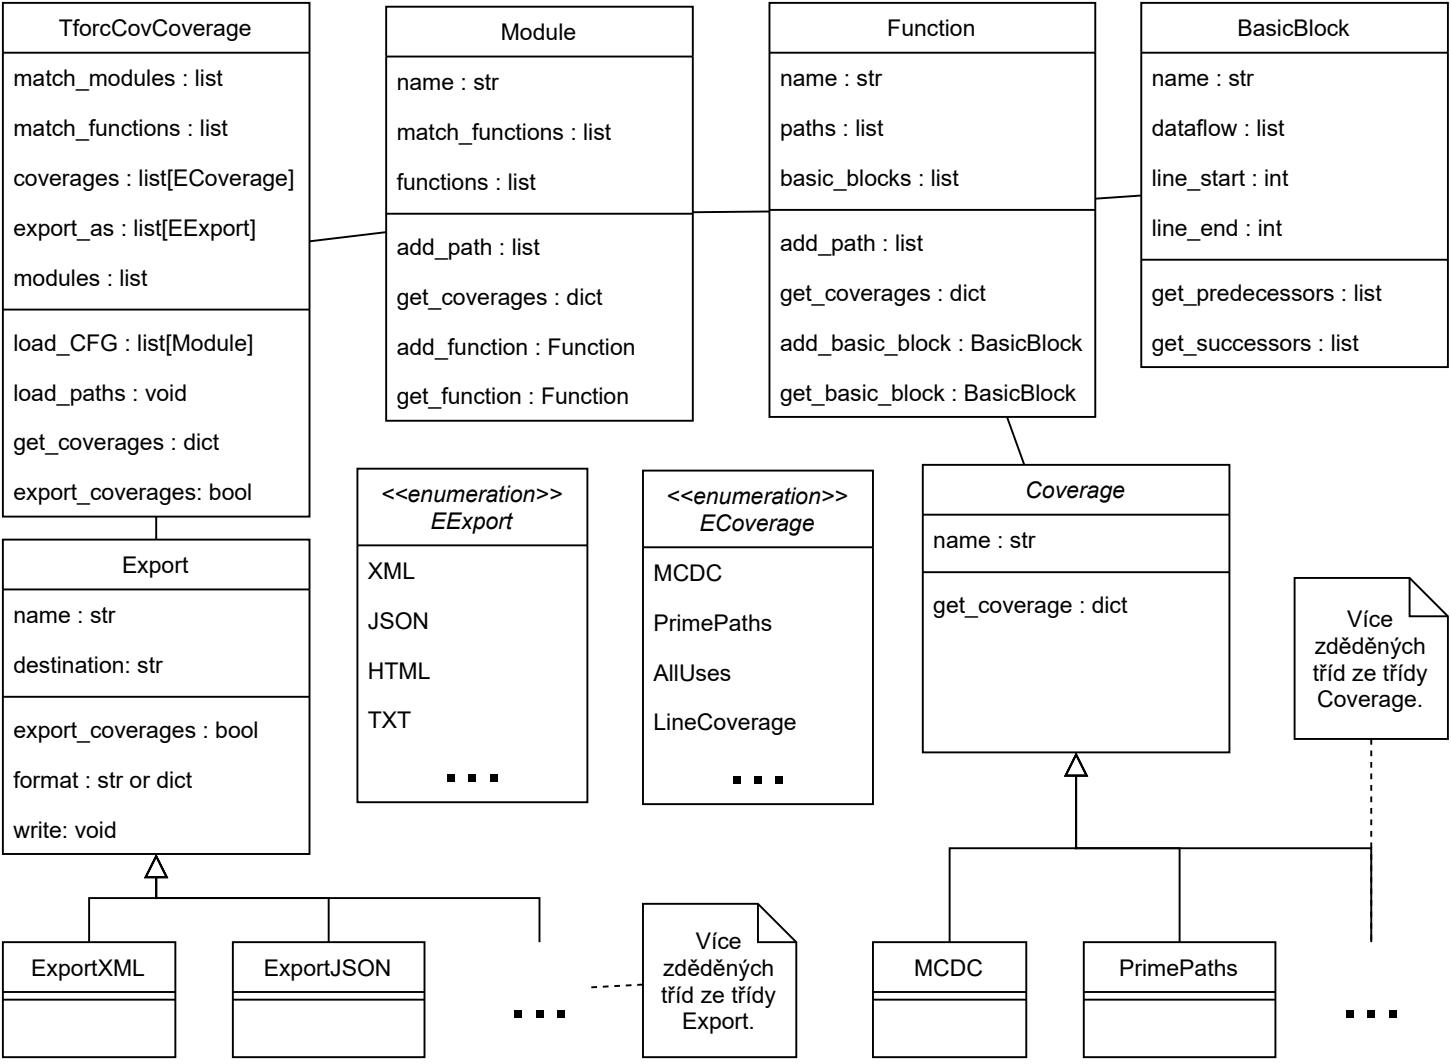 TforcCovCoverage
match_modules : list
match_functions : list
coverages : list[ECoverage]
export_as : list[EExport]
modules : list
load_CFG : list[Module]
load_paths : void
get_coverages : dict
export_coverages: bool
Module
name : str
match_functions : list
functions : list
add_path : list
get_coverages : dict
add_function : Function
get_function : Function
Function
name : str
paths : list
basic_blocks : list
add_path : list
get_coverages : dict
add_basic_block : BasicBlock
get_basic_block : BasicBlock
BasicBlock
name : str
dataflow : list
line_start : int
line_end : int
get_predecessors : list
get_successors : list
Export
name : str
destination: str
export_coverages : bool
format : str or dict
write: void
<<enumeration>>
EExport
XML
JSON
HTML
TXT
...
<<enumeration>>
ECoverage
MCDC
PrimePaths
AllUses
LineCoverage
...
Coverage
name : str
get_coverage : dict
Více
zděděných
tříd ze třídy
Coverage.
ExportXML
ExportJSON
...
Více
zděděných
tříd ze třídy
Export.
MCDC
PrimePaths
...